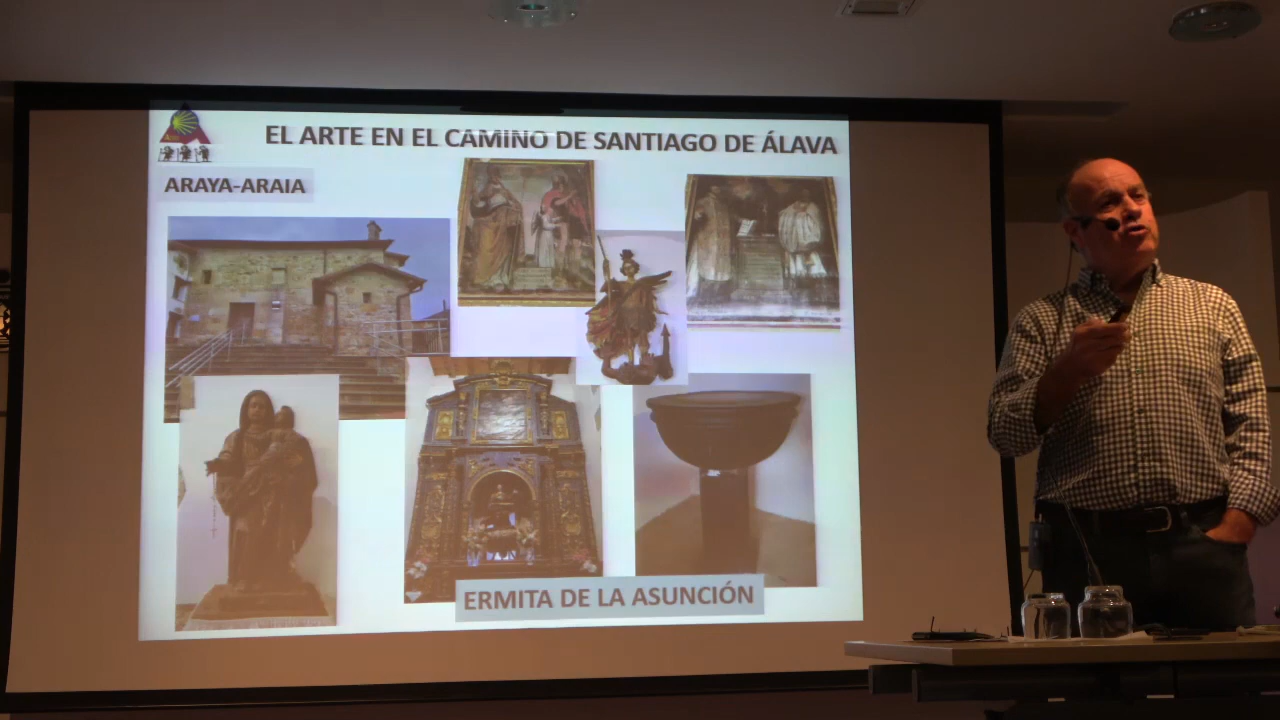 EL ARTE EN EL CAMINO DE SANTIAGO DE ÁLAVA
ARAYA-ARAIA
ERMITA DE LA ASUNCIÓN